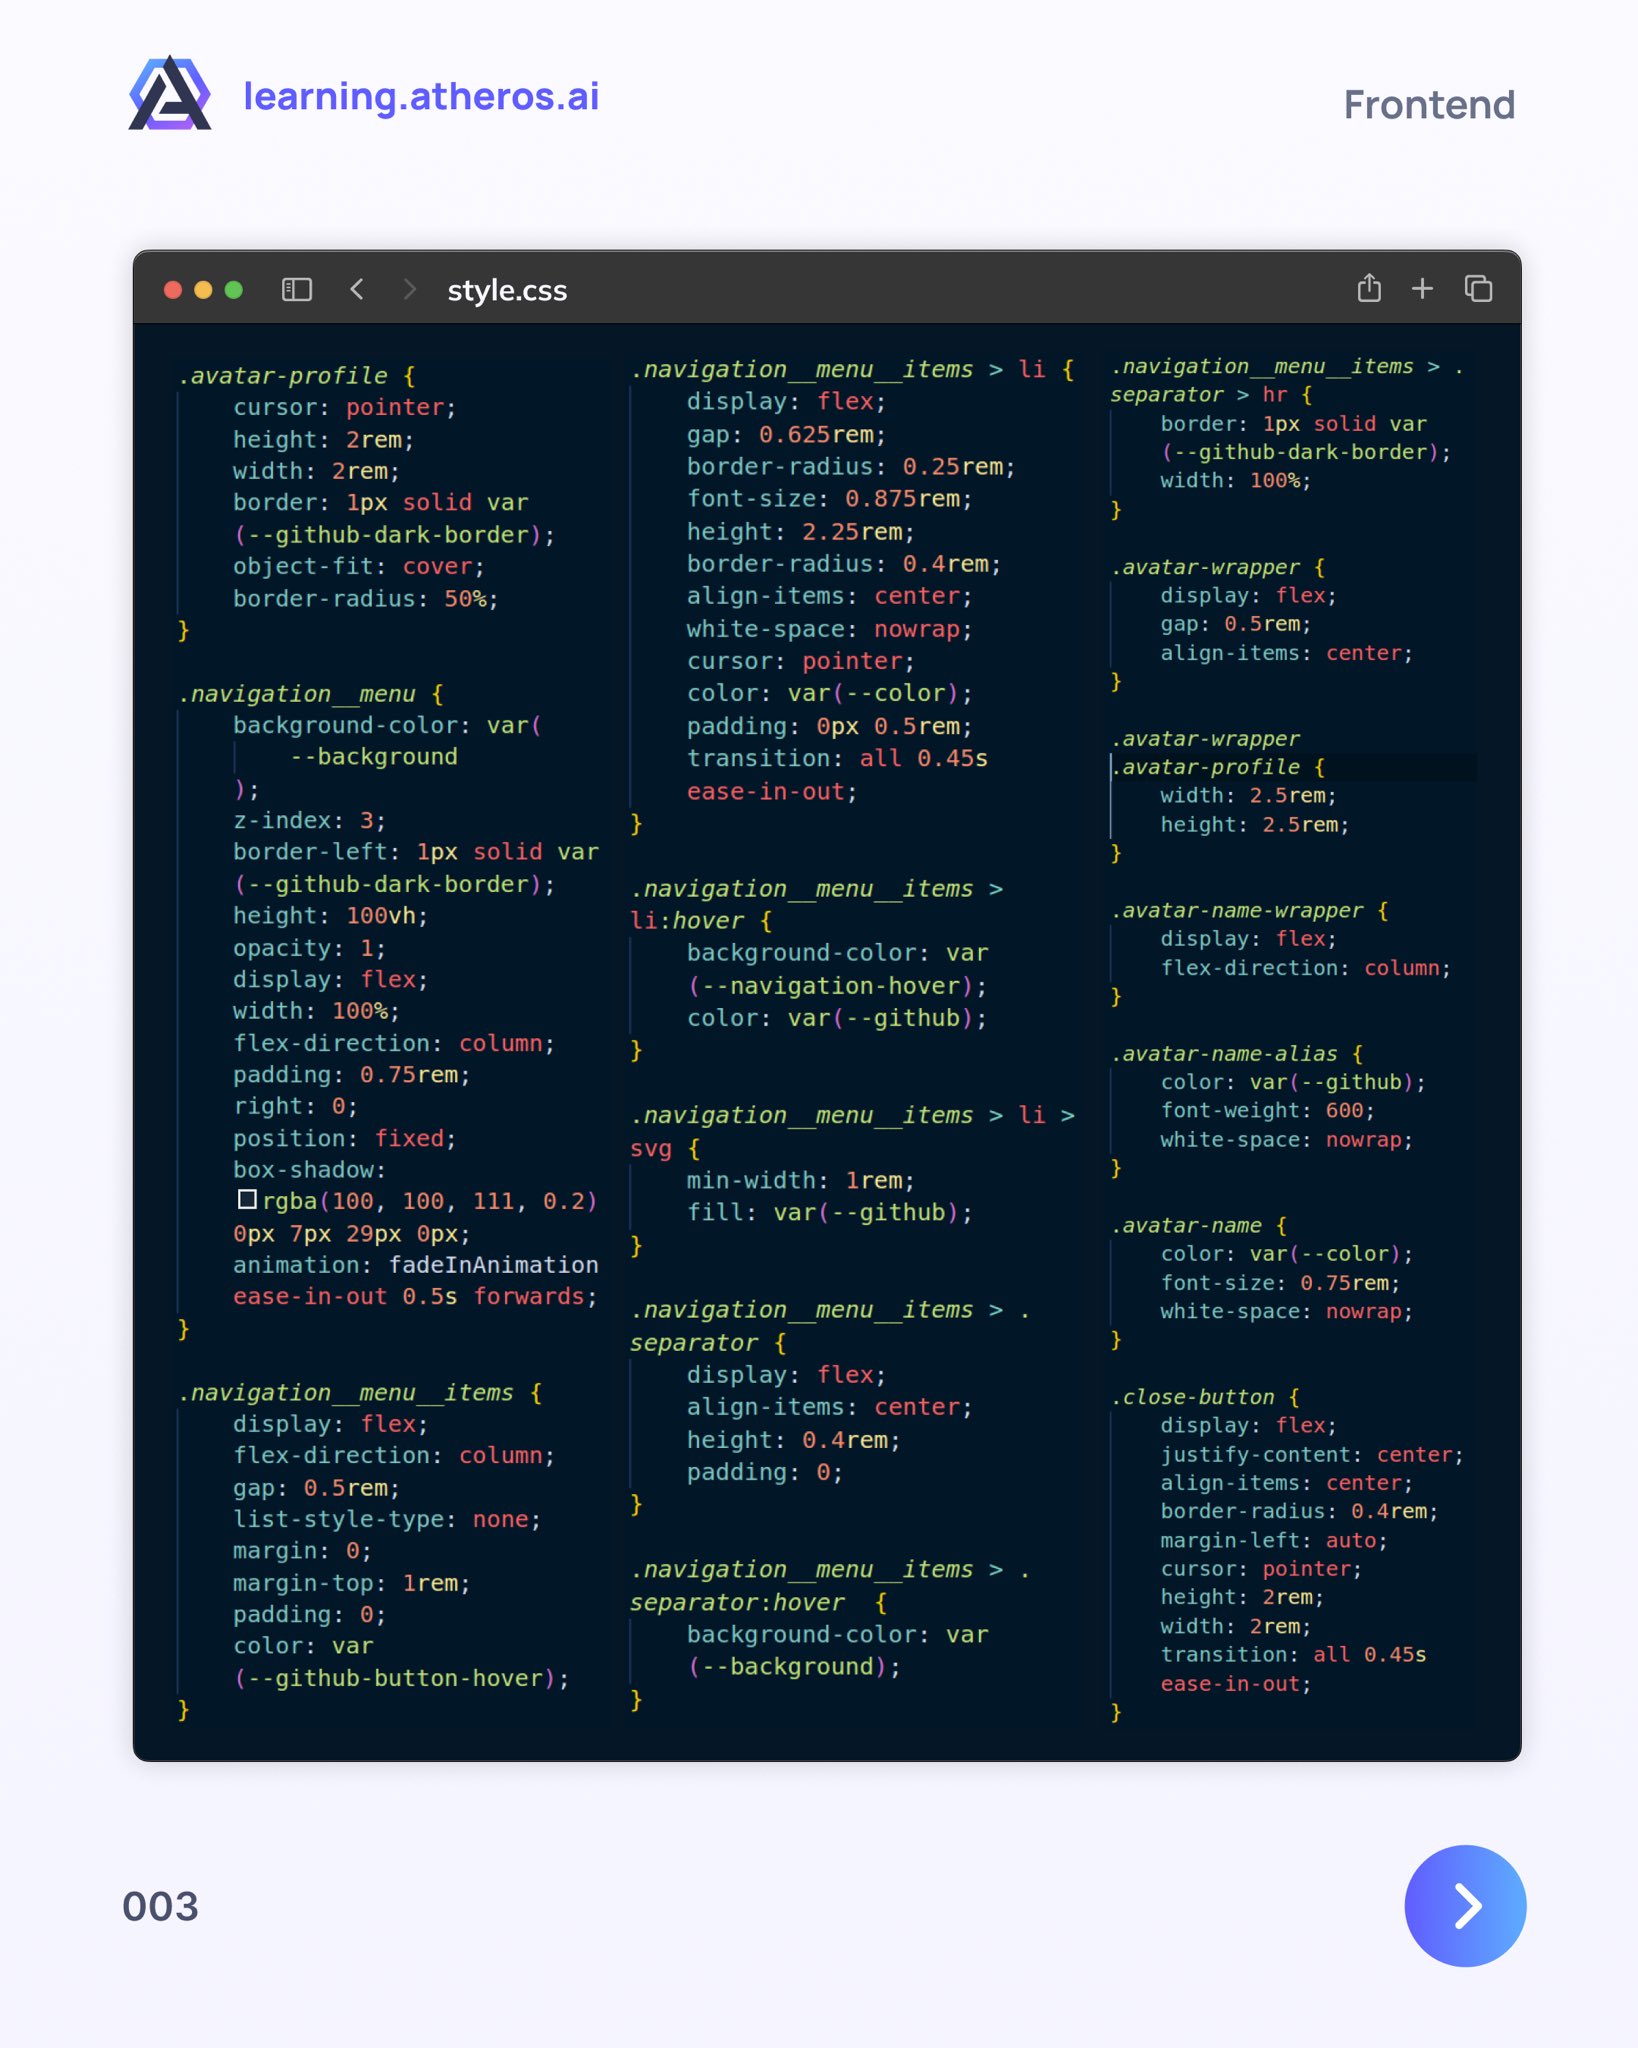 learning.atheros.ai
Frontend
style.css
.avatar-profile {
cursor: pointer;
height: 2rem;
width: 2rem;
border: 1px solid var
(--github-dark-border);
object-fit: cover;
border-radius: 50%;
}
.navigation__menu {
background-color: var(
--background
);
z-index: 3;
border-left: 1px solid var
(--github-dark-border);
height: 100vh;
opacity: 1;
display: flex;
width: 100%;
flex-direction: column;
padding: 0.75rem;
right: 0;
position: fixed;
box-shadow:
rgba(100, 100, 111, 0.2)
0px 7px 29px 0px;
animation: fadeInAnimation
ease-in-out 0.5s forwards;
}
.navigation__menu__items {
display: flex;
flex-direction: column;
gap: 0.5rem;
list-style-type: none;
margin: 0;
margin-top: 1rem;
padding: 0;
color: var
(--github-button-hover);
}
.navigation__menu__items > li {
display: flex;
gap: 0.625rem;
border-radius: 0.25rem;
font-size: 0.875rem;
height: 2.25rem;
border-radius: 0.4rem;
align-items: center;
white-space: nowrap;
cursor: pointer;
color: var(--color);
padding: 0px 0.5rem;
transition: all 0.45s
ease-in-out;
}
.navigation__menu__items >
li:hover {
background-color: var
(--navigation-hover);
color: var(--github);
}
.navigation__menu__items > li >
svg {
min-width: 1rem;
fill: var(--github);
}
.navigation__menu__items > .
separator {
display: flex;
align-items: center;
height: 0.4rem;
padding: 0;
}
.navigation__menu__items > .
separator:hover {
background-color: var
(--background);
}
.navigation__menu__items > .
separator > hr {
border: 1px solid var
(--github-dark-border);
width: 100%;
}
.avatar-wrapper {
display: flex;
gap: 0.5rem;
align-items: center;
}
.avatar-wrapper
.avatar-profile {
width: 2.5rem;
height: 2.5rem;
}
.avatar-name-wrapper {
display: flex;
flex-direction: column;
}
.avatar-name-alias {
color: var(--github);
font-weight: 600;
white-space: nowrap;
}
.avatar-name {
color: var(--color);
font-size: 0.75rem;
white-space: nowrap;
}
.close-button {
display: flex;
justify-content: center;
align-items: center;
border-radius: 0.4rem;
margin-left: auto;
cursor: pointer;
height: 2rem;
width: 2rem;
transition: all 0.45s
ease-in-out;
}
003